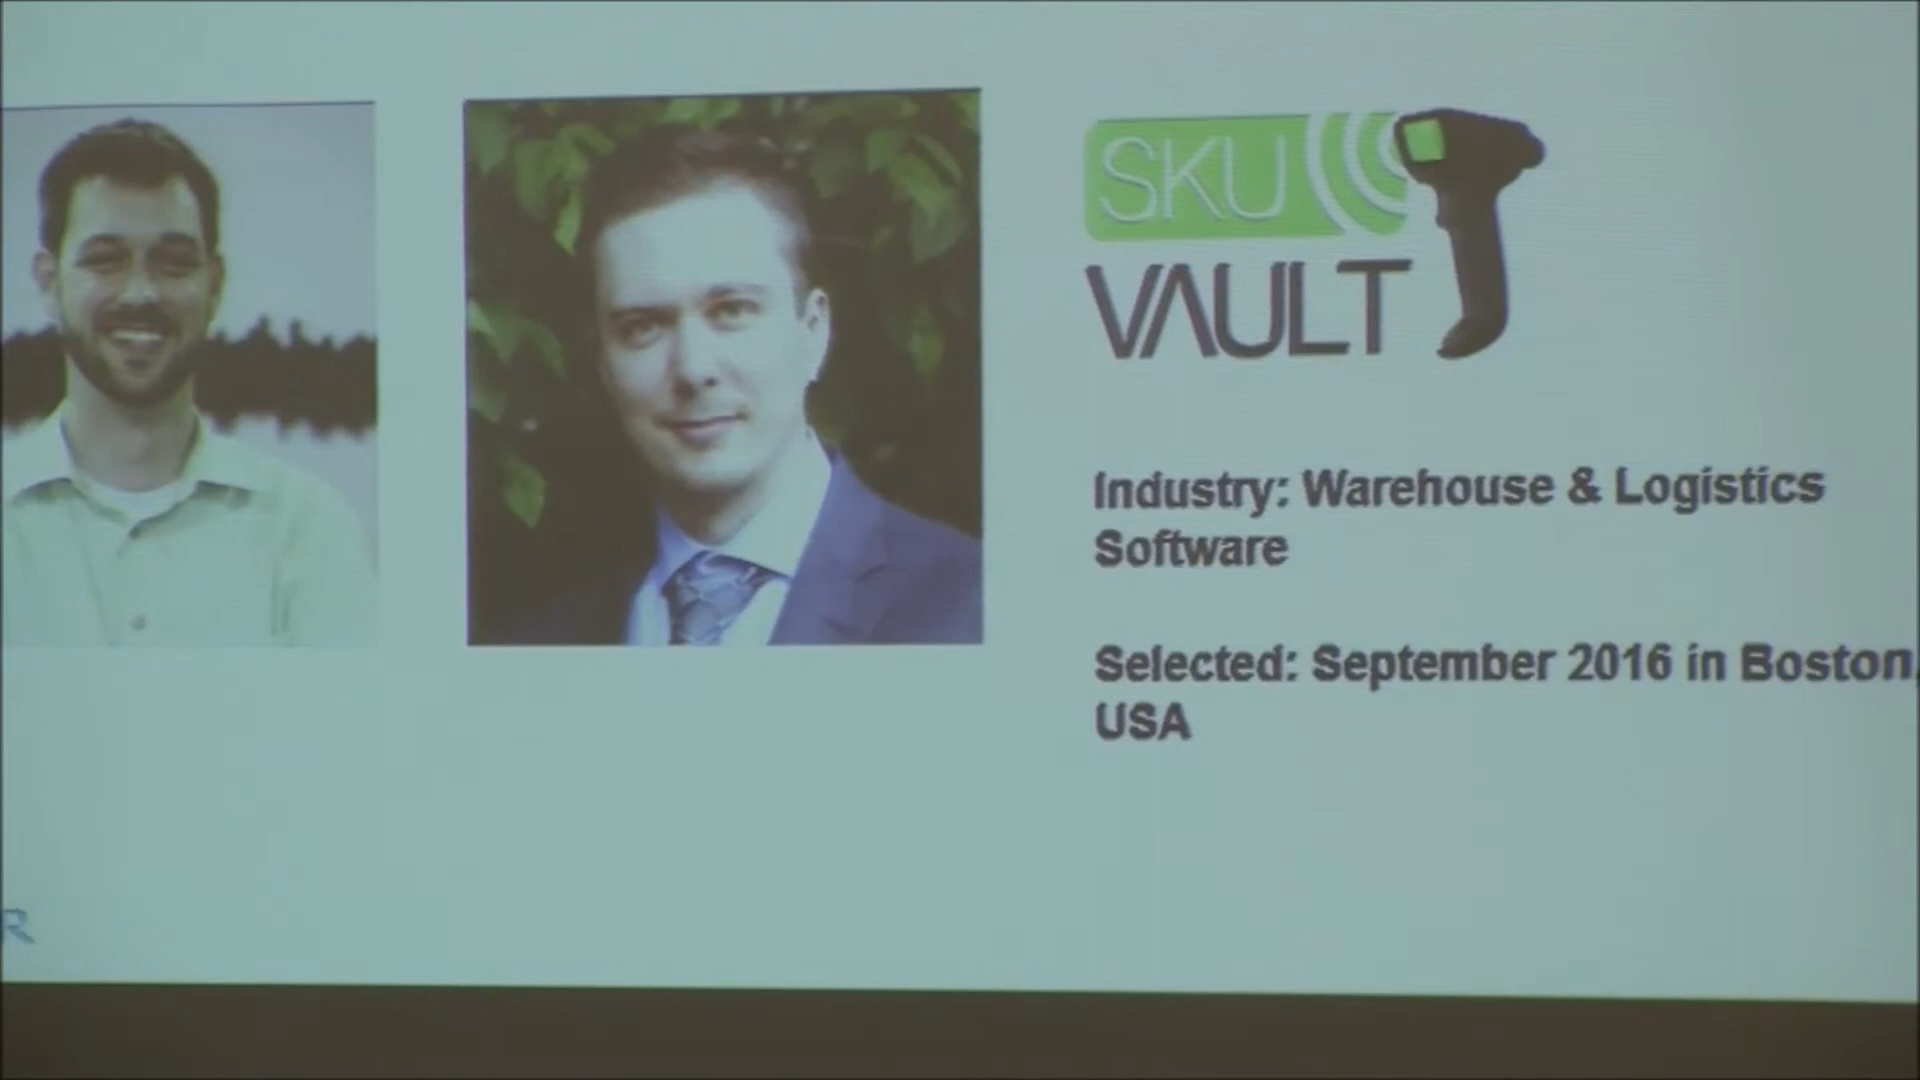 SKU
VAULT
Industry: Warehouse & Logistics
Software
Selected: September 2016 in Boston,
USA
R